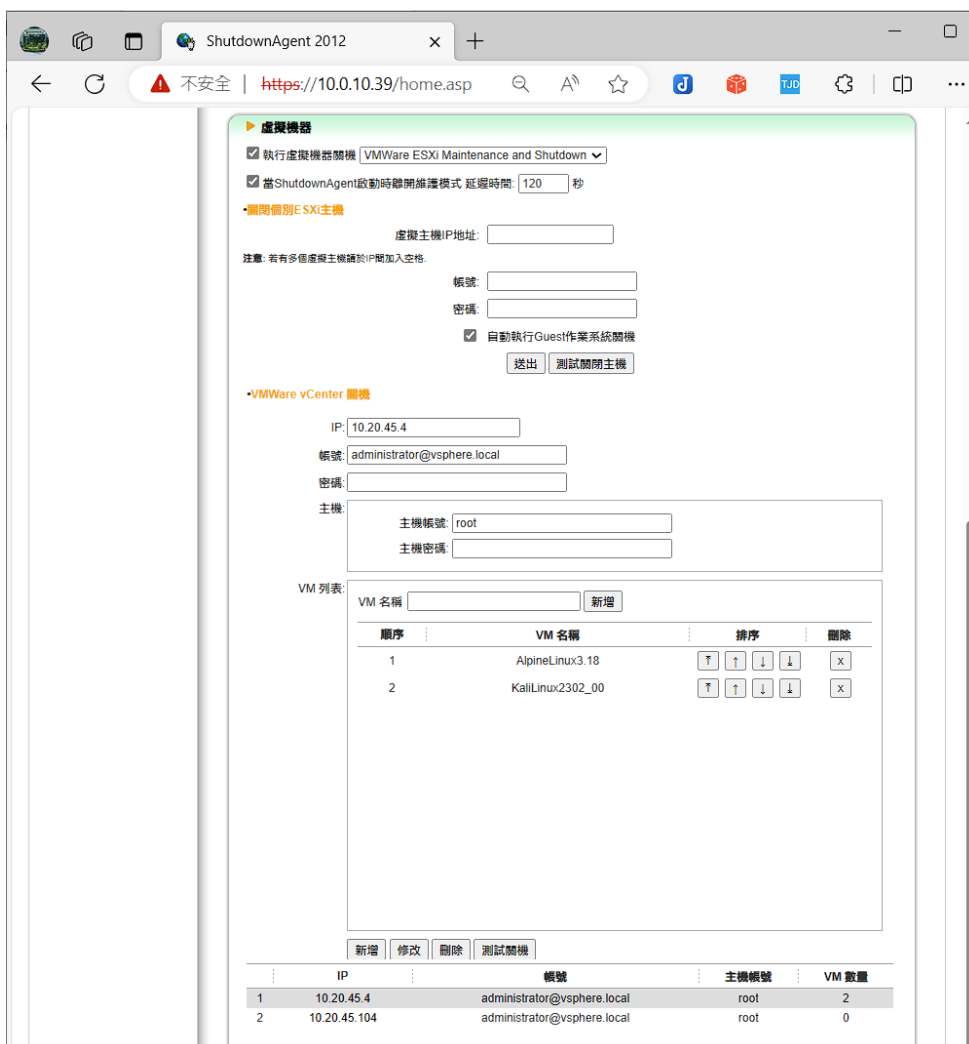 ShutdownAgent 2012
不安全 | https://10.0.10.39/home.asp
虛擬機器
執行虛擬機器關機 VMWare ESXi Maintenance and Shutdown
當ShutdownAgent啟動時離開維護模式 延遲時間: 120 秒
•關閉個別ESXi主機
虛擬主機IP地址:
注意: 若有多個虛擬主機請於IP間加入空格.
帳號:
密碼:
自動執行Guest作業系統關機
送出 測試關閉主機
•VMWare vCenter 關機
IP: 10.20.45.4
帳號: administrator@vsphere.local
密碼:
主機:
主機帳號: root
主機密碼:
VM 列表:
VM 名稱 新增
順序 VM 名稱 排序 刪除
1 AlpineLinux3.18 ⤒ ↑ ↓ ⤓ X
2 KaliLinux2302_00 ⤒ ↑ ↓ ⤓ X
新增 修改 刪除 測試關機
IP 帳號 主機帳號 VM 數量
1 10.20.45.4 administrator@vsphere.local root 2
2 10.20.45.104 administrator@vsphere.local root 0